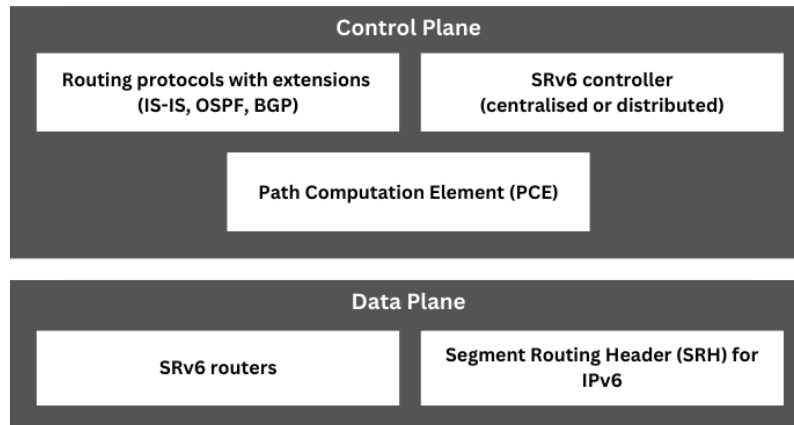 Control Plane
Routing protocols with extensions
(IS-IS, OSPF, BGP)
SRv6 controller
(centralised or distributed)
Path Computation Element (PCE)
Data Plane
SRv6 routers
Segment Routing Header (SRH) for
IPv6